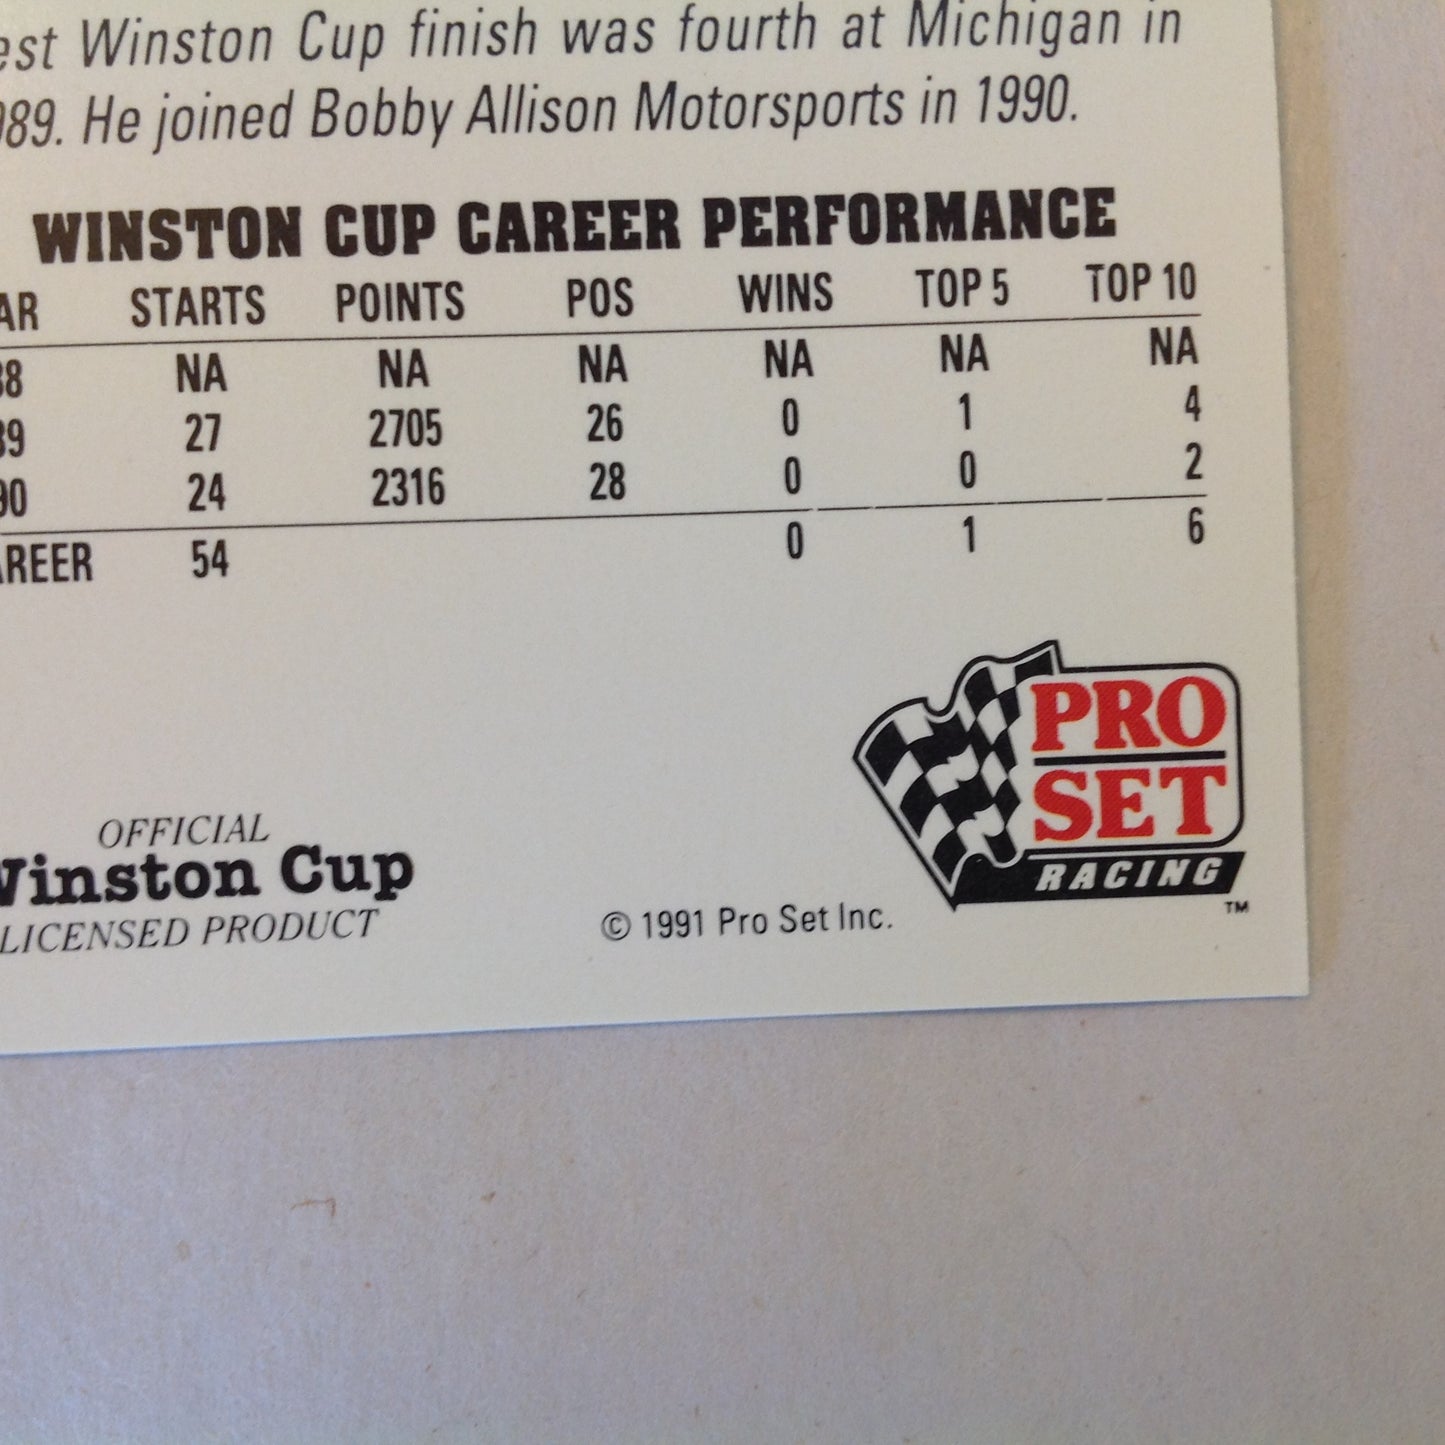 est Winston Cup finish was fourth at Michigan in
989. He joined Bobby Allison Motorsports in 1990.
WINSTON CUP CAREER PERFORMANCE
AR STARTS POINTS POS WINS TOP 5 TOP 10
88 NA NA NA NA NA NA
89 27 2705 26 0 1 4
90 24 2316 28 0 0 2
AREER 54 0 1 6
PRO
SET
RACING
TM
OFFICIAL
Winston Cup
LICENSED PRODUCT
© 1991 Pro Set Inc.